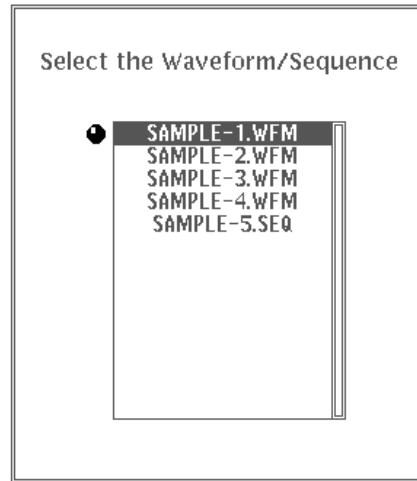 Select the Waveform/Sequence
SAMPLE-1.WFM
SAMPLE-2.WFM
SAMPLE-3.WFM
SAMPLE-4.WFM
SAMPLE-5.SEQ